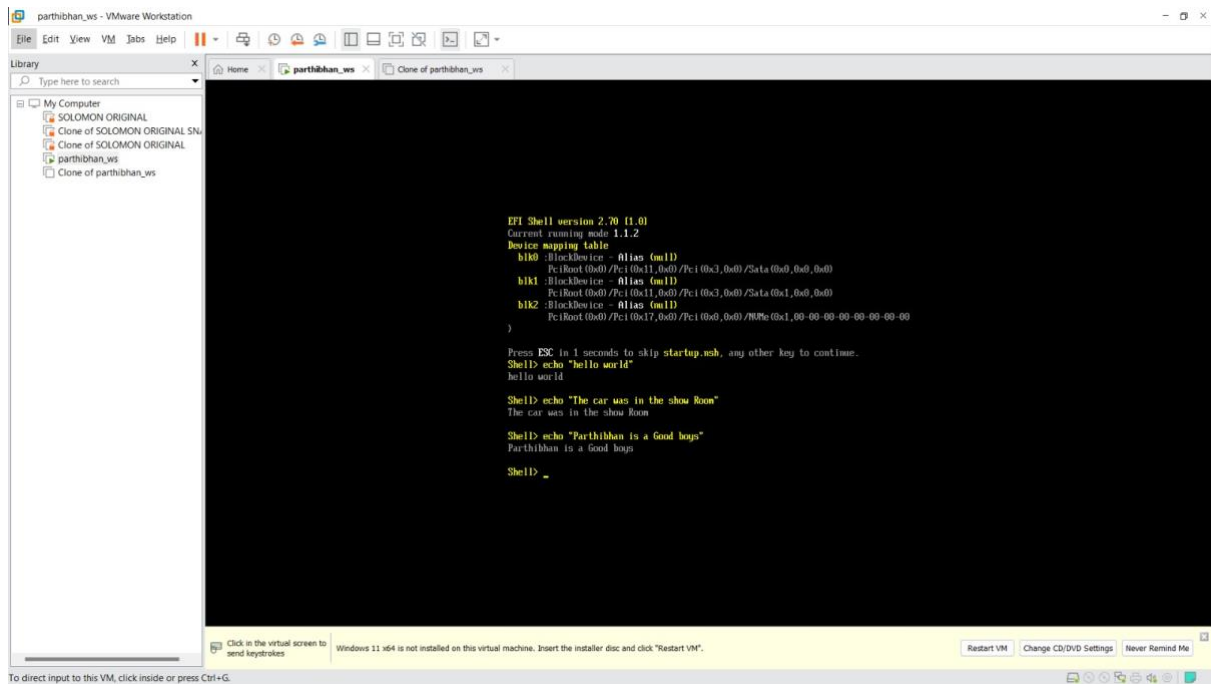 parthibhan_ws - VMware Workstation
File Edit View VM Tabs Help
Library
Home
parthibhan_ws
Clone of parthibhan_ws
Type here to search
My Computer
SOLOMON ORIGINAL
Clone of SOLOMON ORIGINAL SN
Clone of SOLOMON ORIGINAL
parthibhan_ws
Clone of parthibhan_ws
EFI Shell version 2.70 [1.0]
Current running mode 1.1.2
Device mapping table
blk0 :BlockDevice - Alias (null)
PciRoot(0x0)/Pci(0x11,0x0)/Pci(0x3,0x0)/Sata(0x0,0x0,0x0)
blk1 :BlockDevice - Alias (null)
PciRoot(0x0)/Pci(0x11,0x0)/Pci(0x3,0x0)/Sata(0x1,0x0,0x0)
blk2 :BlockDevice - Alias (null)
PciRoot(0x0)/Pci(0x17,0x0)/Pci(0x0,0x0)/NVMe(0x1,00-00-00-00-00-00-00-00
)
Press ESC in 1 seconds to skip startup.nsh, any other key to continue.
Shell> echo "hello world"
hello world
Shell> echo "The car was in the show Room"
The car was in the show Room
Shell> echo "Parthibhan is a Good boys"
Parthibhan is a Good boys
Shell> _
Click in the virtual screen to
send keystrokes
Windows 11 x64 is not installed on this virtual machine. Insert the installer disc and click "Restart VM".
Restart VM
Change CD/DVD Settings
Never Remind Me
To direct input to this VM, click inside or press Ctrl+G.